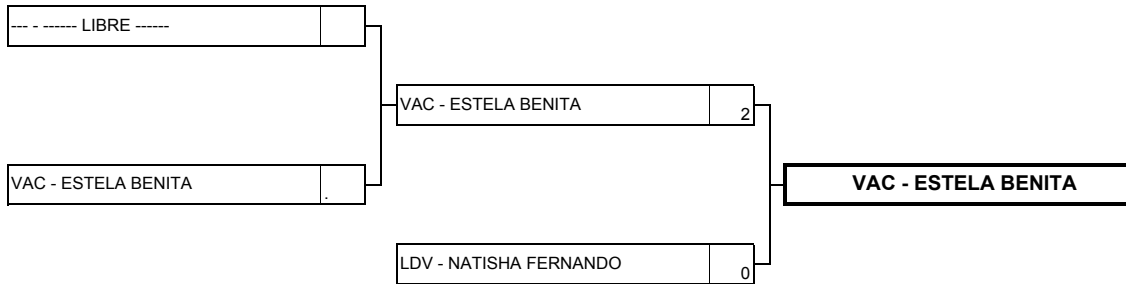 --- - ------ LIBRE ------
VAC - ESTELA BENITA 2
VAC - ESTELA BENITA .
VAC - ESTELA BENITA
LDV - NATISHA FERNANDO 0